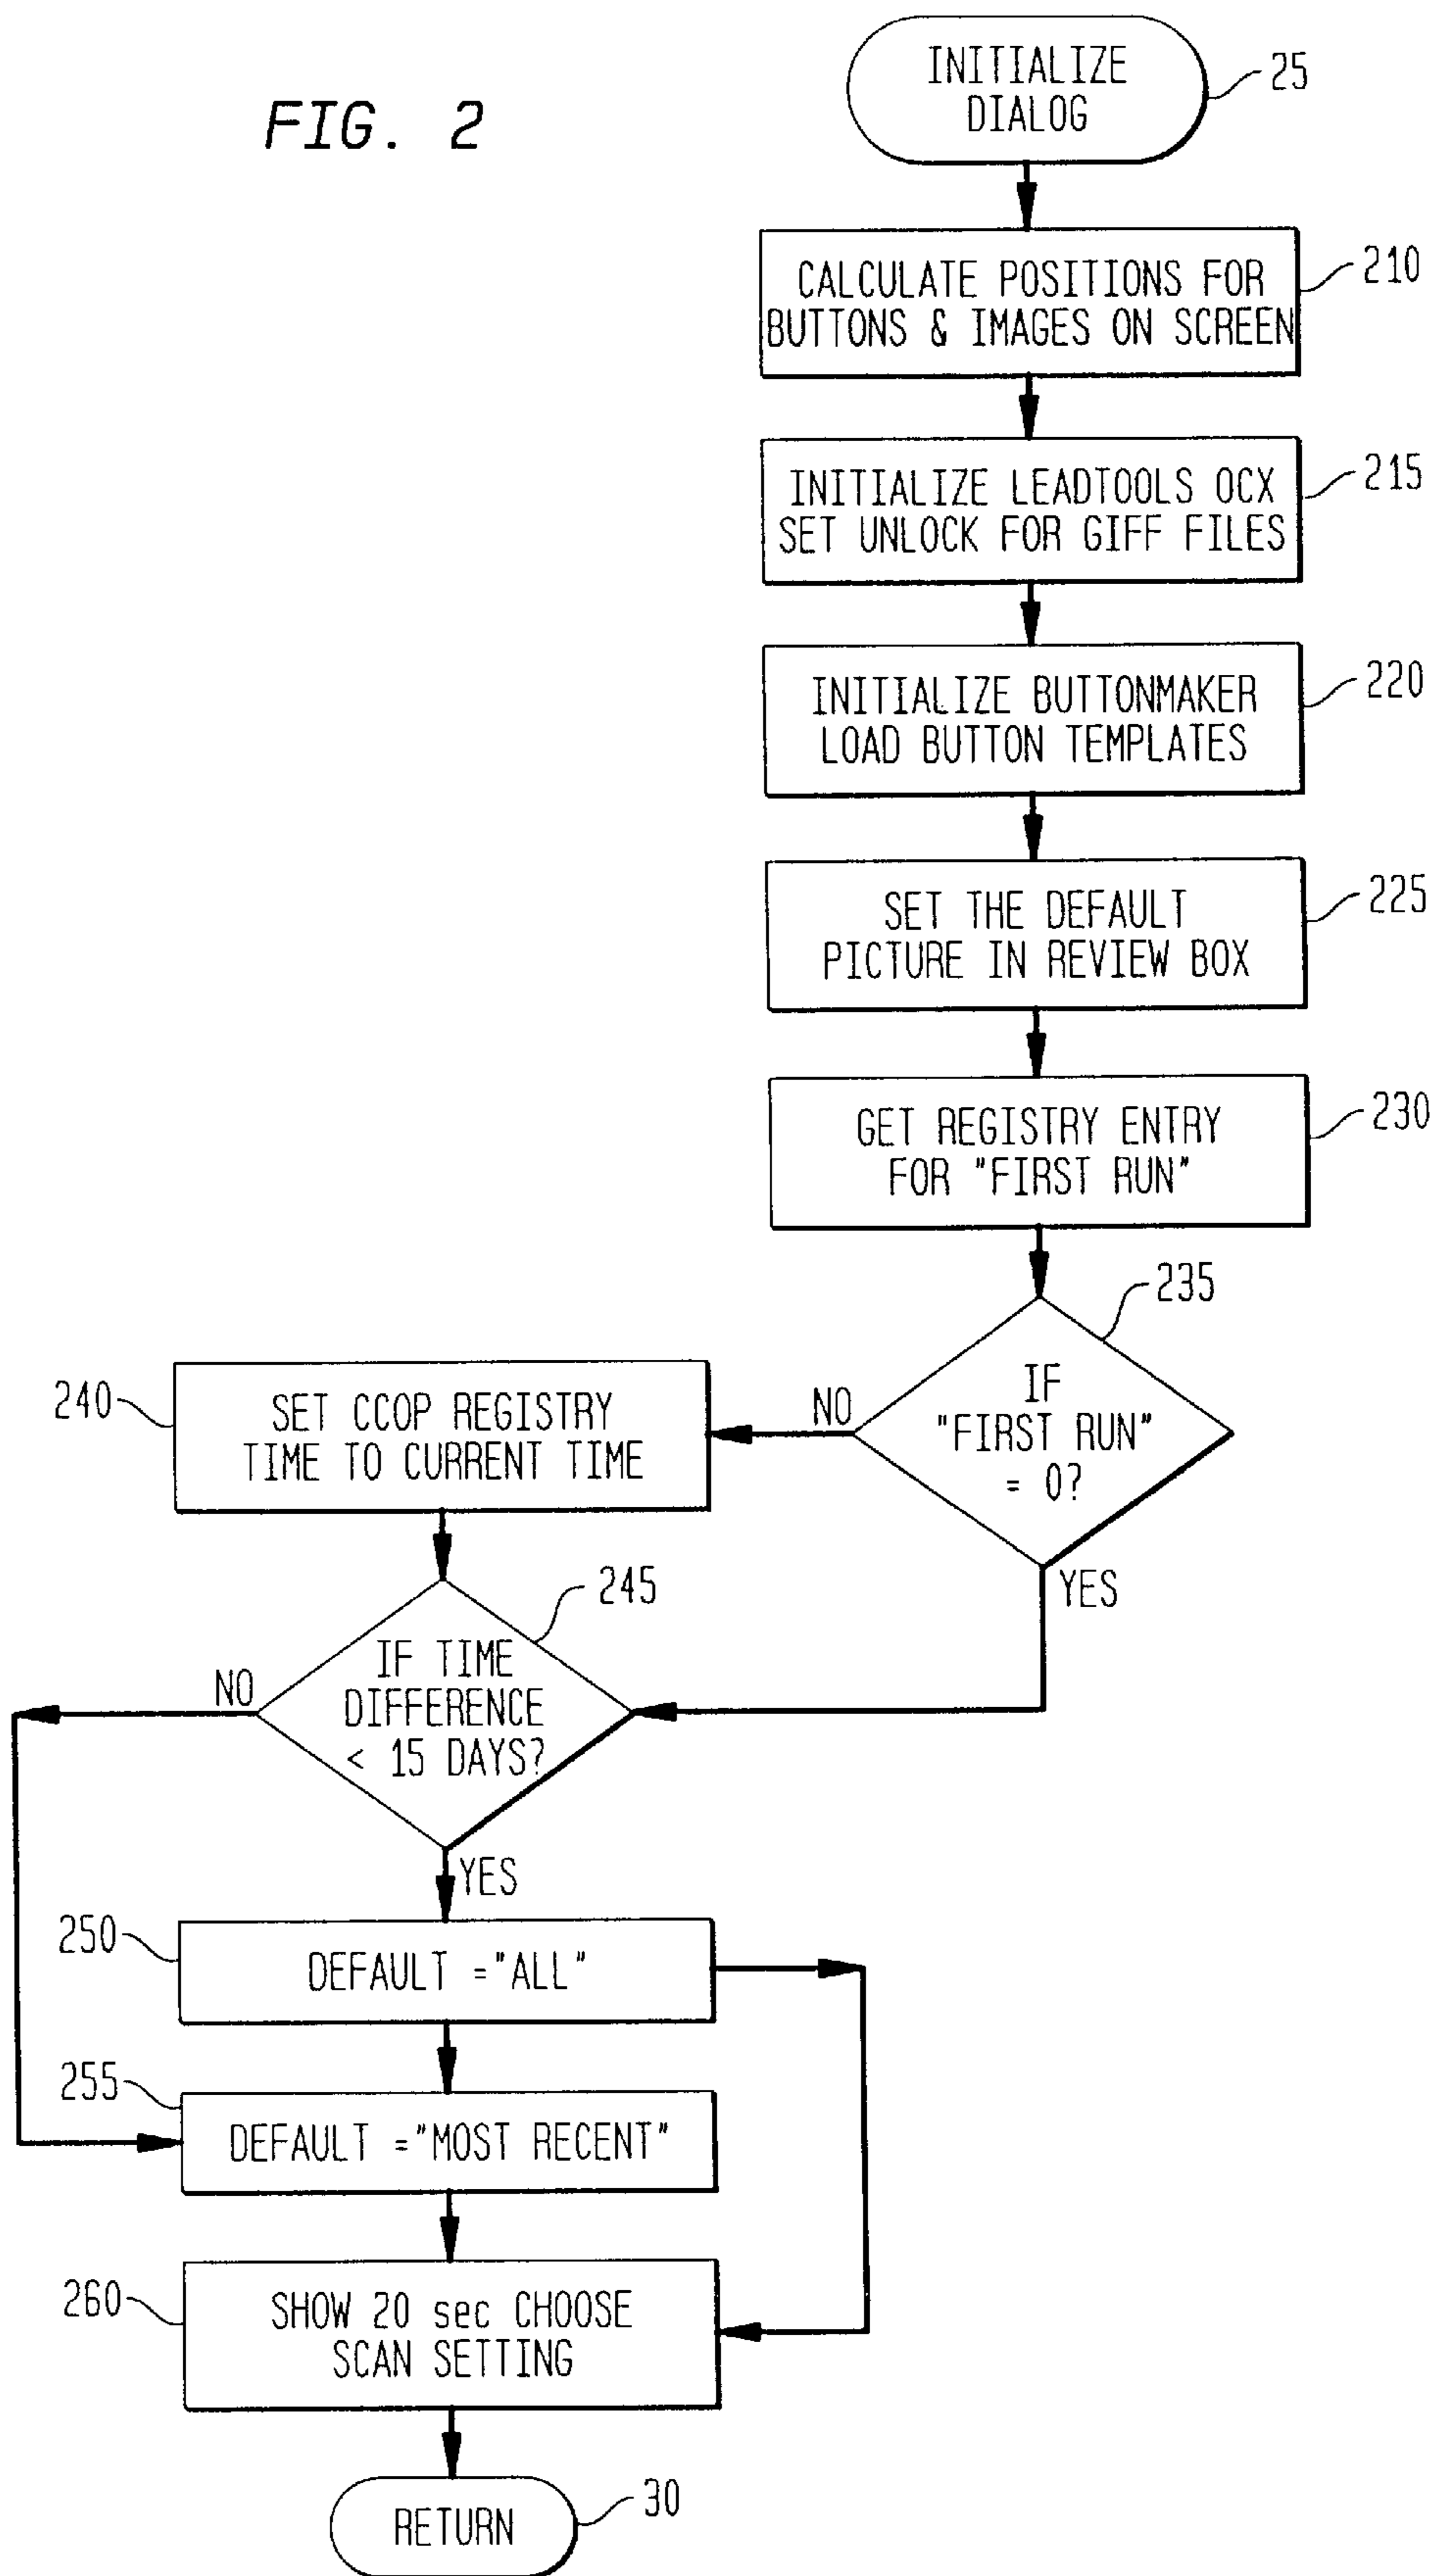 FIG. 2
INITIALIZE
DIALOG
25
CALCULATE POSITIONS FOR
BUTTONS & IMAGES ON SCREEN
210
INITIALIZE LEADTOOLS OCX
SET UNLOCK FOR GIFF FILES
215
INITIALIZE BUTTONMAKER
LOAD BUTTON TEMPLATES
220
SET THE DEFAULT
PICTURE IN REVIEW BOX
225
GET REGISTRY ENTRY
FOR "FIRST RUN"
230
235
IF
"FIRST RUN"
= 0?
NO
YES
240
SET CCOP REGISTRY
TIME TO CURRENT TIME
245
IF TIME
DIFFERENCE
< 15 DAYS?
NO
YES
250
DEFAULT ="ALL"
255
DEFAULT ="MOST RECENT"
260
SHOW 20 sec CHOOSE
SCAN SETTING
RETURN
30